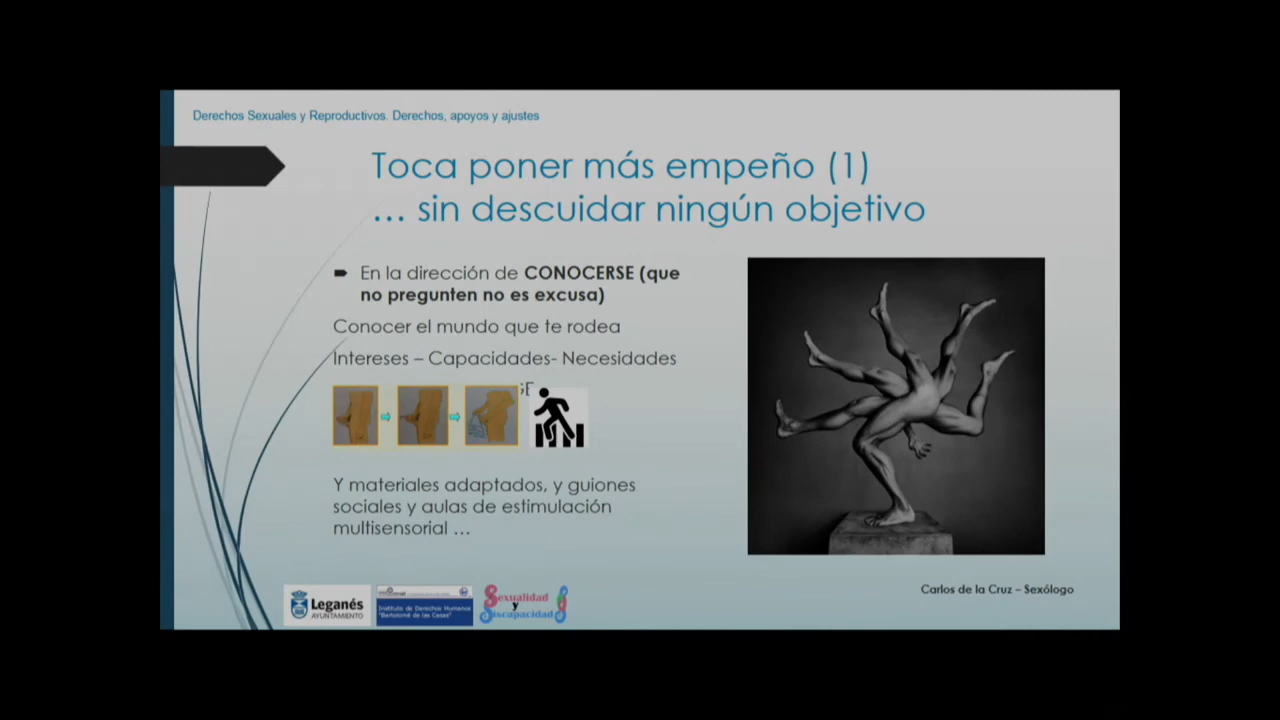 Derechos Sexuales y Reproductivos. Derechos, apoyos y ajustes
Toca poner más empeño (1)
… sin descuidar ningún objetivo
En la dirección de CONOCERSE (que
no pregunten no es excusa)
Conocer el mundo que te rodea
Intereses – Capacidades- Necesidades
Y materiales adaptados, y guiones
sociales y aulas de estimulación
multisensorial …
Leganés
AYUNTAMIENTO
Instituto de Derechos Humanos
"Bartolomé de las Casas"
Sexualidad
y
Discapacidad
Carlos de la Cruz – Sexólogo